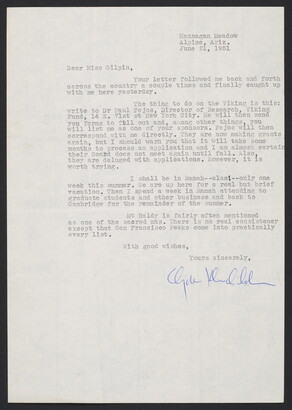 Hannagan Meadow
Alpine, Ariz.
June 21, 1951
Dear Miss Gilpin,
Your letter followed me back and forth
across the country a couple times and finally caught up
with me here yesterday.
The thing to do on the Viking is this:
write to Dr Paul Fejos, Director of Research, Viking
Fund, 14 E. 71st st New York City. He will then send
you forms to fill out and, among other things, you
will list me as one of your sponsors. Fejos will then
correspond with me directly. They are now making grants
again, but I should warn you that it will take some
months to process an application and I am almost certain
their Board does not meet again until fall. Also,
they are deluged with applications. However, it is
worth trying.
I shall be in Ramah--alas!--only one
week this summer. We are up here for a real but brief
vacation. Then I spend a week in Ramah attending to
graduate students and other business and back to
Cambridge for the remainder of the summer.
Mt Baldy is fairly often mentioned
as one of the sacred mts. There is no real consistency
except that San Francisco Peaks come into practically
every list.
With good wishes,
Yours sincerely,
Clyde Kluckhohn